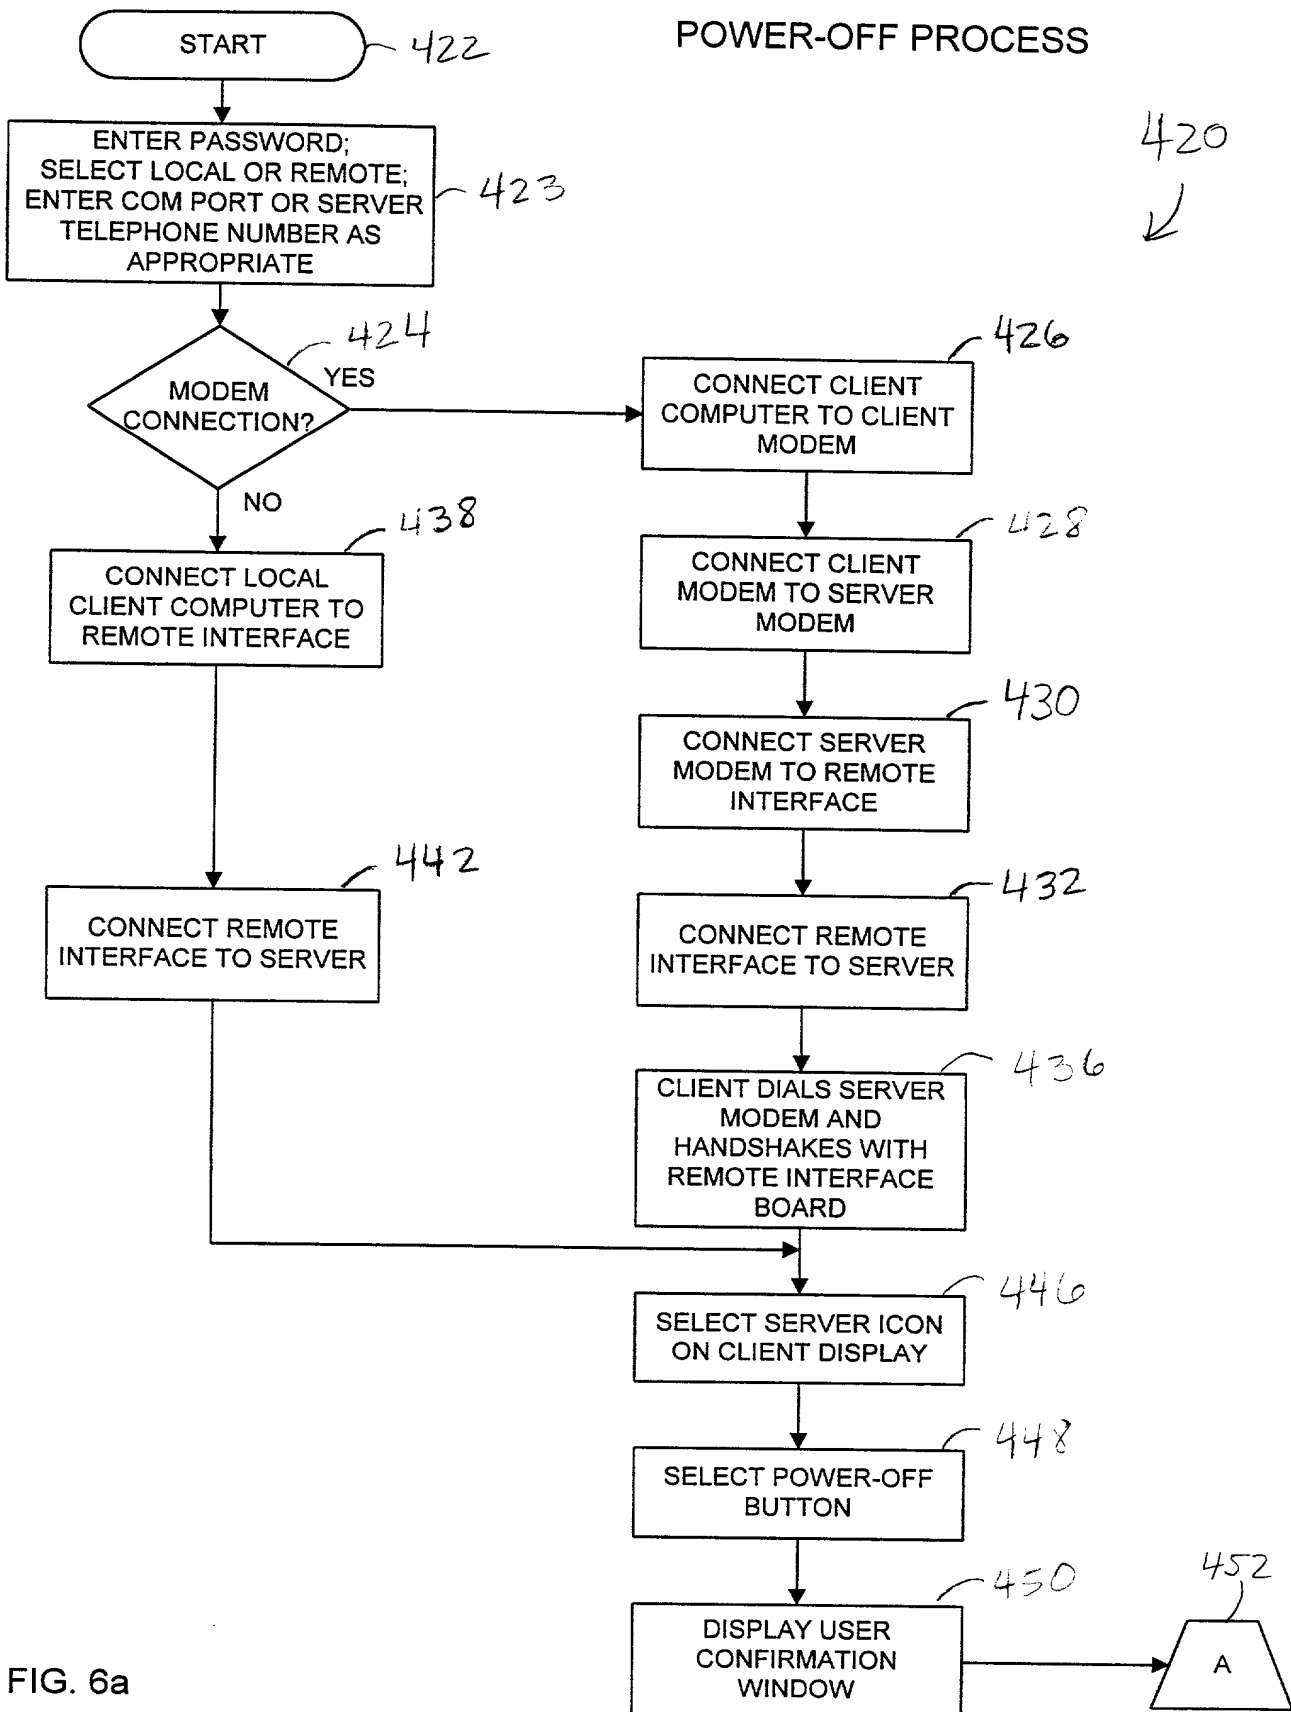 POWER-OFF PROCESS
START
422
420
ENTER PASSWORD;
SELECT LOCAL OR REMOTE;
ENTER COM PORT OR SERVER
TELEPHONE NUMBER AS
APPROPRIATE
423
424
MODEM
CONNECTION?
YES
NO
426
CONNECT CLIENT
COMPUTER TO CLIENT
MODEM
438
CONNECT LOCAL
CLIENT COMPUTER TO
REMOTE INTERFACE
428
CONNECT CLIENT
MODEM TO SERVER
MODEM
430
CONNECT SERVER
MODEM TO REMOTE
INTERFACE
442
CONNECT REMOTE
INTERFACE TO SERVER
432
CONNECT REMOTE
INTERFACE TO SERVER
436
CLIENT DIALS SERVER
MODEM AND
HANDSHAKES WITH
REMOTE INTERFACE
BOARD
446
SELECT SERVER ICON
ON CLIENT DISPLAY
448
SELECT POWER-OFF
BUTTON
450
DISPLAY USER
CONFIRMATION
WINDOW
452
A
FIG. 6a